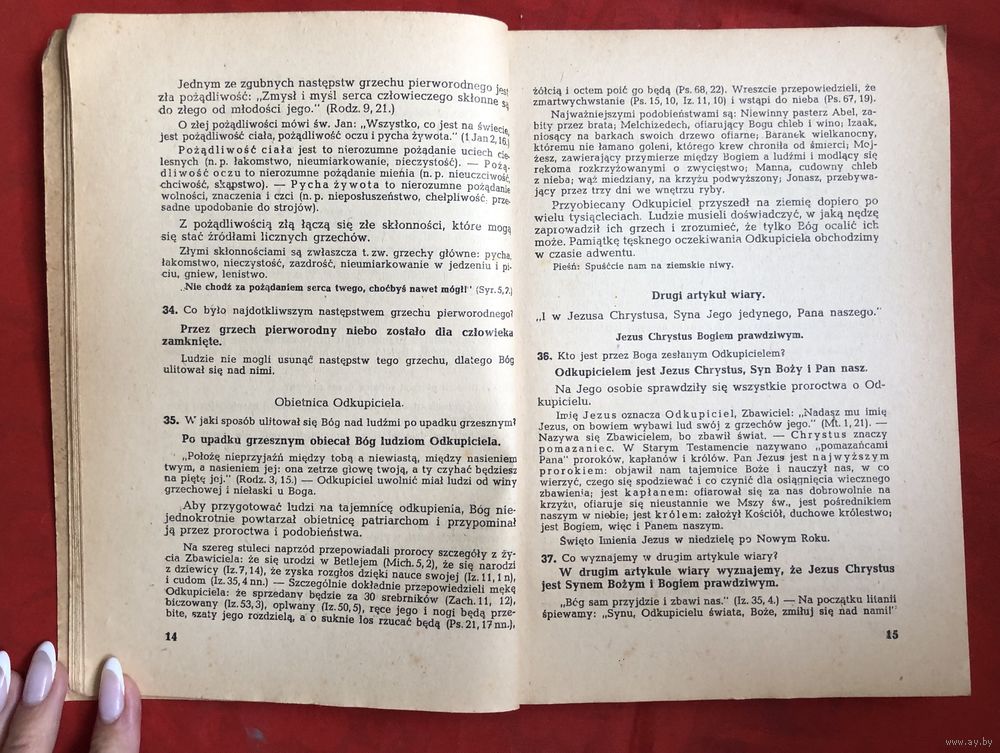 Jednym ze zgubnych następstw grzechu pierworodnego jest
zła pożądliwość: „Zmysł i myśl serca człowieczego skłonne są
do złego od młodości jego." (Rodz. 9, 21.)
O złej pożądliwości mówi św. Jan: „Wszystko, co jest na świecie,
jest pożądliwość ciała, pożądliwość oczu i pycha żywota." (I Jan 2, 16.)
Pożądliwość ciała jest to nierozumne pożądanie uciech cie-
lesnych (n. p. łakomstwo, nieumiarkowanie, nieczystość). — Pożą-
dliwość oczu to nierozumne pożądanie mienia (n. p. nieuczciwość,
chciwość, skąpstwo). — Pycha żywota to nierozumne pożądanie
wolności, znaczenia i czci (n. p. nieposłuszeństwo, chełpliwość, prze-
sadne upodobanie do strojów).
Z pożądliwością złą łączą się złe skłonności, które mogą
się stać źródłami licznych grzechów.
Złymi skłonnościami są zwłaszcza t. zw. grzechy główne: pycha,
łakomstwo, nieczystość, zazdrość, nieumiarkowanie w jedzeniu i pi-
ciu, gniew, lenistwo.
„Nie chodź za pożądaniem serca twego, choćbyś nawet mógł!" (Syr. 5, 2.)
34. Co było najdotkliwszym następstwem grzechu pierworodnego?
Przez grzech pierworodny niebo zostało dla człowieka
zamknięte.
Ludzie nie mogli usunąć następstw tego grzechu, dlatego Bóg
ulitował się nad nimi.
Obietnica Odkupiciela.
35. W jaki sposób ulitował się Bóg nad ludźmi po upadku grzesznym?
Po upadku grzesznym obiecał Bóg ludziom Odkupiciela.
„Położę nieprzyjaźń między tobą a niewiastą, między nasieniem
twym, a nasieniem jej: ona zetrze głowę twoją, a ty czyhać będziesz
na piętę jej." (Rodz. 3, 15.) — Odkupiciel uwolnić miał ludzi od winy
grzechowej i niełaski u Boga.
Aby przygotować ludzi na tajemnicę odkupienia, Bóg nie-
jednokrotnie powtarzał obietnicę patriarchom i przypominał
ją przez proroctwa i podobieństwa.
Na szereg stuleci naprzód przepowiadali prorocy szczegóły z ży-
cia Zbawiciela: że się urodzi w Betlejem (Mich. 5, 2), że się narodzi
z dziewicy (Iz. 7, 14), że zyska rozgłos dzięki nauce swojej (Iz. 11, 1 n),
i cudom (Iz. 35, 4 nn.) — Szczególnie dokładnie przepowiedzieli mękę
Odkupiciela: że sprzedany będzie za 30 srebrników (Zach. 11, 12),
biczowany (Iz. 53, 3), oplwany (Iz. 50, 5), ręce jego i nogi będą prze-
bite, szaty jego rozdzielą, a o suknie los rzucać będą (Ps. 21, 17 nn.),
14
żółcią i octem poić go będą (Ps. 68, 22). Wreszcie przepowiedzieli, że
zmartwychwstanie (Ps. 15, 10, Iz. 11, 10) i wstąpi do nieba (Ps. 67, 19).
Najważniejszymi podobieństwami są: Niewinny pasterz Abel, za-
bity przez brata; Melchizedech, ofiarujący Bogu chleb i wino; Izaak,
niosący na barkach swoich drzewo ofiarne; Baranek wielkanocny,
któremu nie łamano goleni, którego krew chroniła od śmierci; Moj-
żesz, zawierający przymierze między Bogiem a ludźmi i modlący się
rękoma rozkrzyżowanymi o zwycięstwo; Manna, cudowny chleb
z nieba; wąż miedziany, na krzyżu podwyższony; Jonasz, przebywa-
jący przez trzy dni we wnętrzu ryby.
Przyobiecany Odkupiciel przyszedł na ziemię dopiero po
wielu tysiącleciach. Ludzie musieli doświadczyć, w jaką nędzę
zaprowadził ich grzech i zrozumieć, że tylko Bóg ocalić ich
może. Pamiątkę tęsknego oczekiwania Odkupiciela obchodzimy
w czasie adwentu.
Pieśń: Spuśćcie nam na ziemskie niwy.
Drugi artykuł wiary.
„I w Jezusa Chrystusa, Syna Jego jedynego, Pana naszego."
Jezus Chrystus Bogiem prawdziwym.
36. Kto jest przez Boga zesłanym Odkupicielem?
Odkupicielem jest Jezus Chrystus, Syn Boży i Pan nasz.
Na Jego osobie sprawdziły się wszystkie proroctwa o Od-
kupicielu.
Imię Jezus oznacza Odkupiciel, Zbawiciel: „Nadasz mu imię
Jezus, on bowiem wybawi lud swój z grzechów jego." (Mt. 1, 21). —
Nazywa się Zbawicielem, bo zbawił świat. — Chrystus znaczy
pomazaniec. W Starym Testamencie nazywano „pomazańcami
Pana" proroków, kapłanów i królów. Pan Jezus jest najwyższym
prorokiem: objawił nam tajemnice Boże i nauczył nas, w co
wierzyć, czego się spodziewać i co czynić dla osiągnięcia wiecznego
zbawienia; jest kapłanem: ofiarował się za nas dobrowolnie na
krzyżu, ofiaruje się nieustannie we Mszy św., jest pośrednikiem
naszym w niebie; jest królem: założył Kościół, duchowe królestwo;
jest Bogiem, więc i Panem naszym.
Święto Imienia Jezus w niedzielę po Nowym Roku.
37. Co wyznajemy w drugim artykule wiary?
W drugim artykule wiary wyznajemy, że Jezus Chrystus
jest Synem Bożym i Bogiem prawdziwym.
„Bóg sam przyjdzie i zbawi nas." (Iz. 35, 4.) — Na początku litanii
śpiewamy: „Synu, Odkupicielu świata, Boże, zmiłuj się nad nami!"
15
www.ay.by